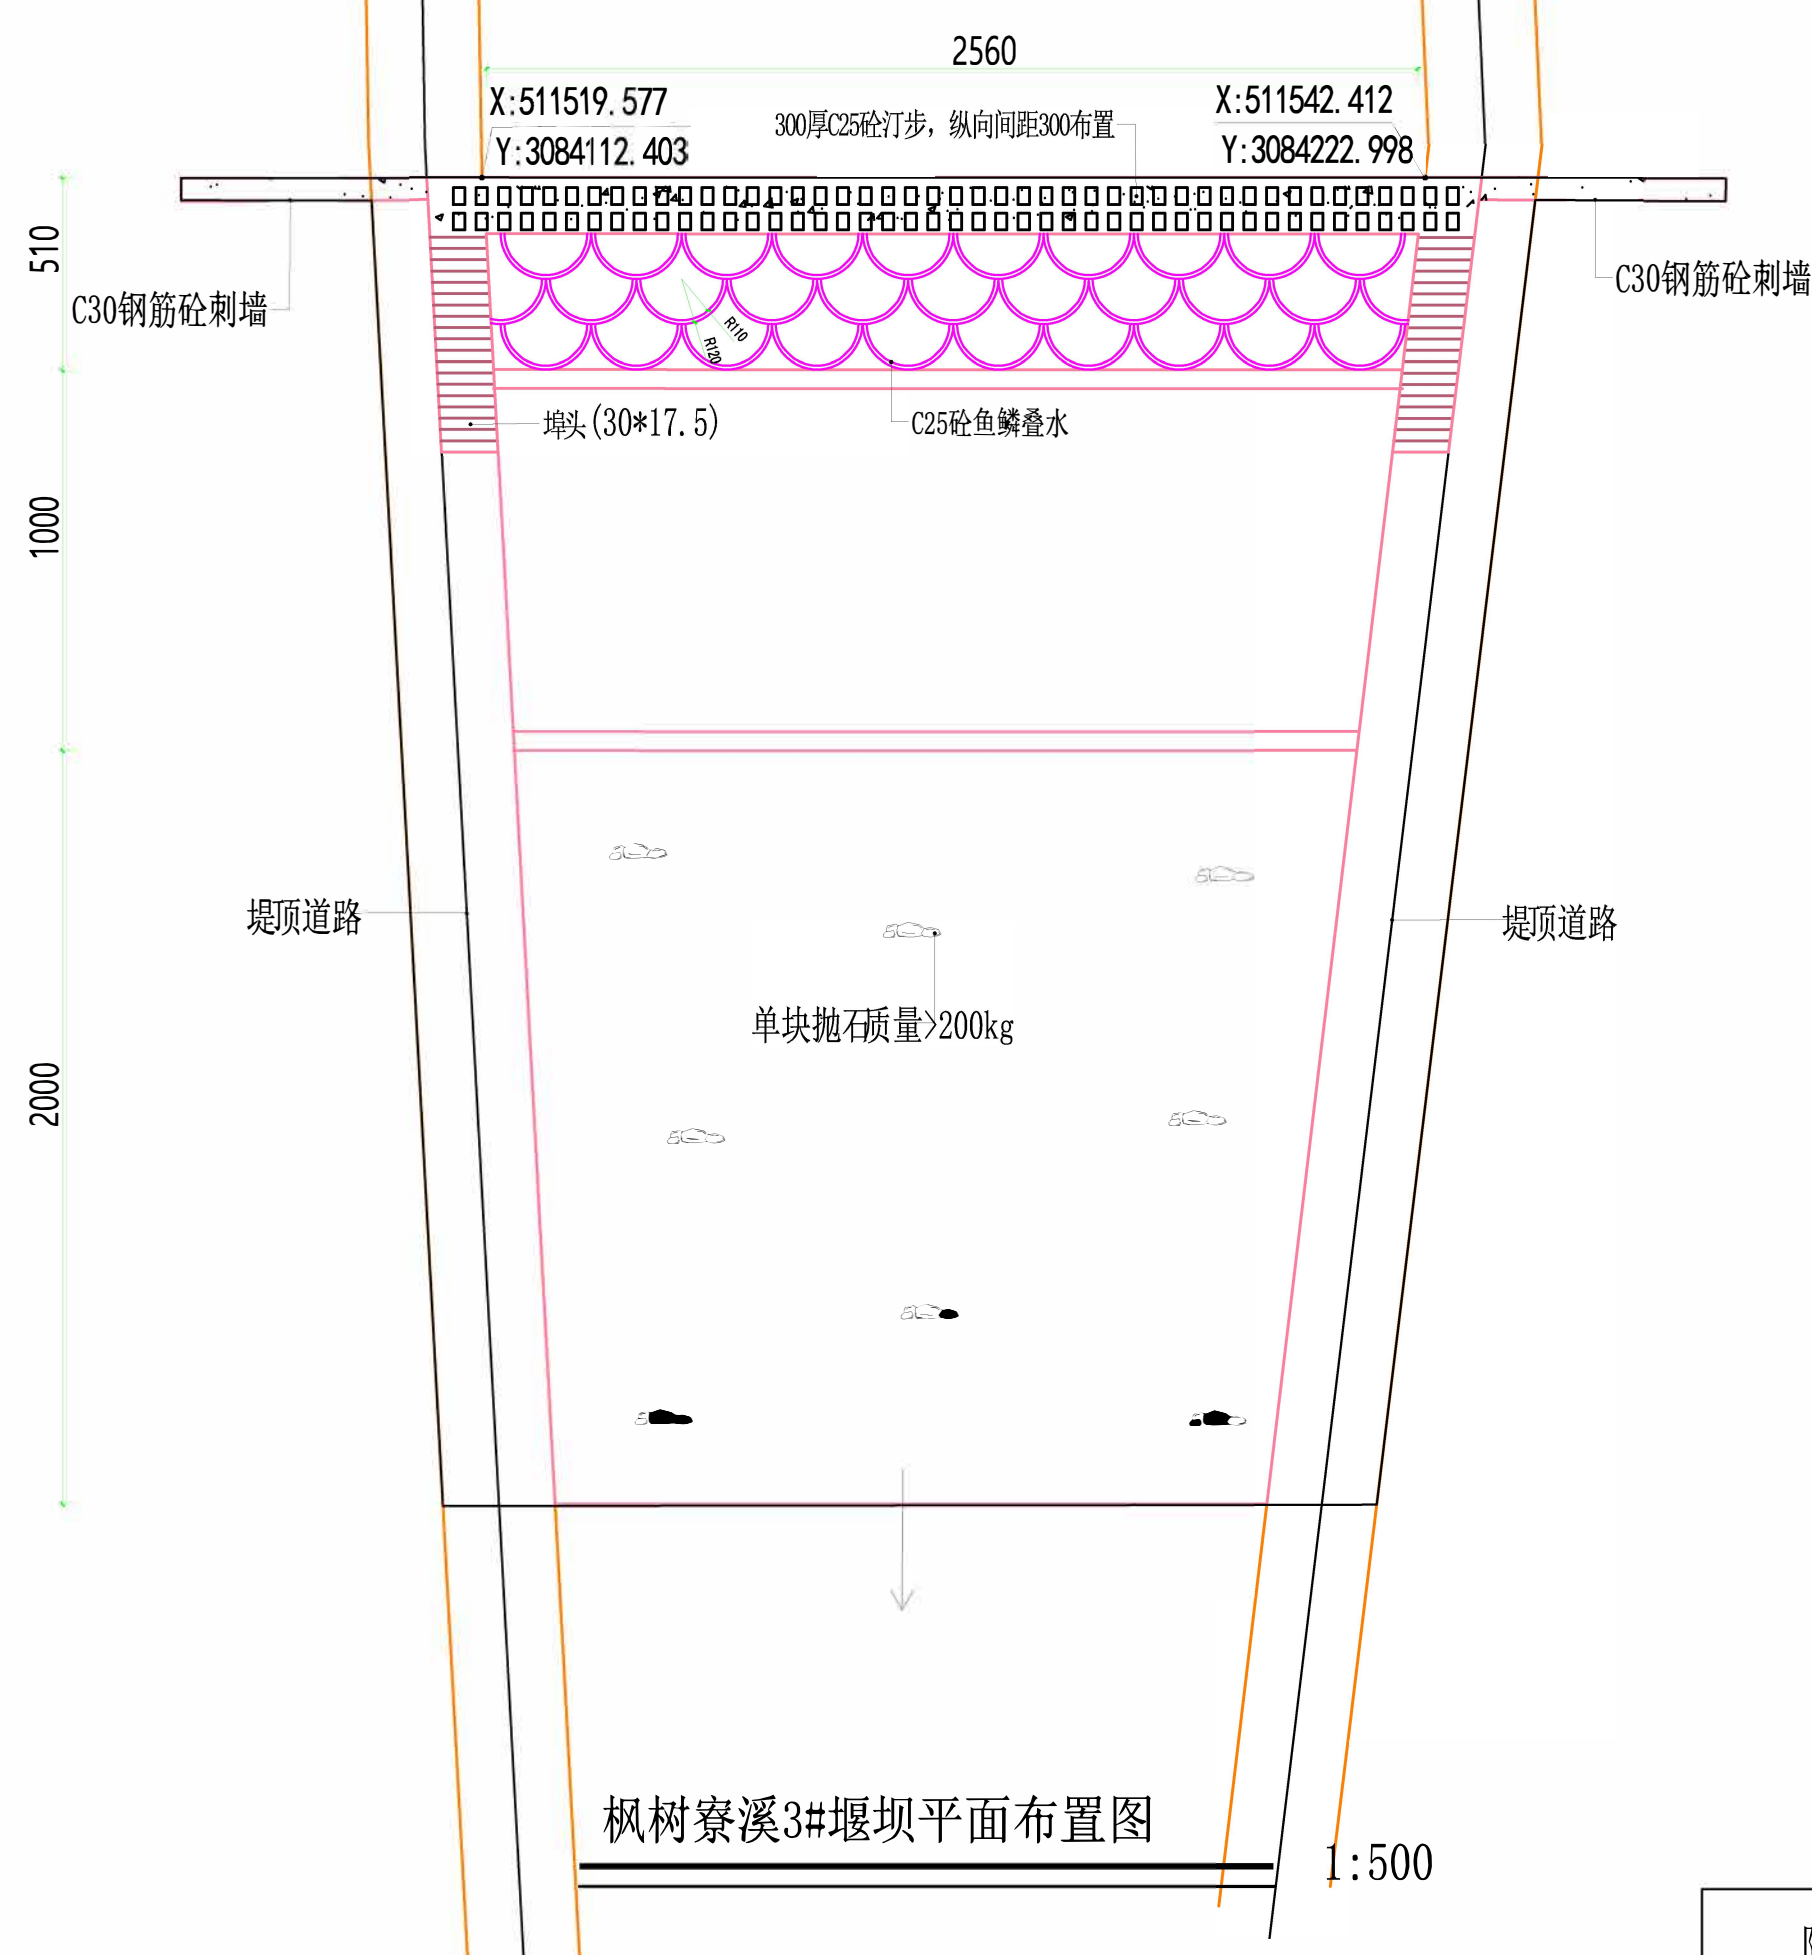 2560
X:511519.577
Y:3084112.403
300厚C25砼汀步，纵向间距300布置
X:511542.412
Y:3084222.998
510
C30钢筋砼刺墙
C30钢筋砼刺墙
R110
R120
埠头(30*17.5)
C25砼鱼鳞叠水
1000
堤顶道路
堤顶道路
单块抛石质量>200kg
2000
枫树寮溪3#堰坝平面布置图
1:500